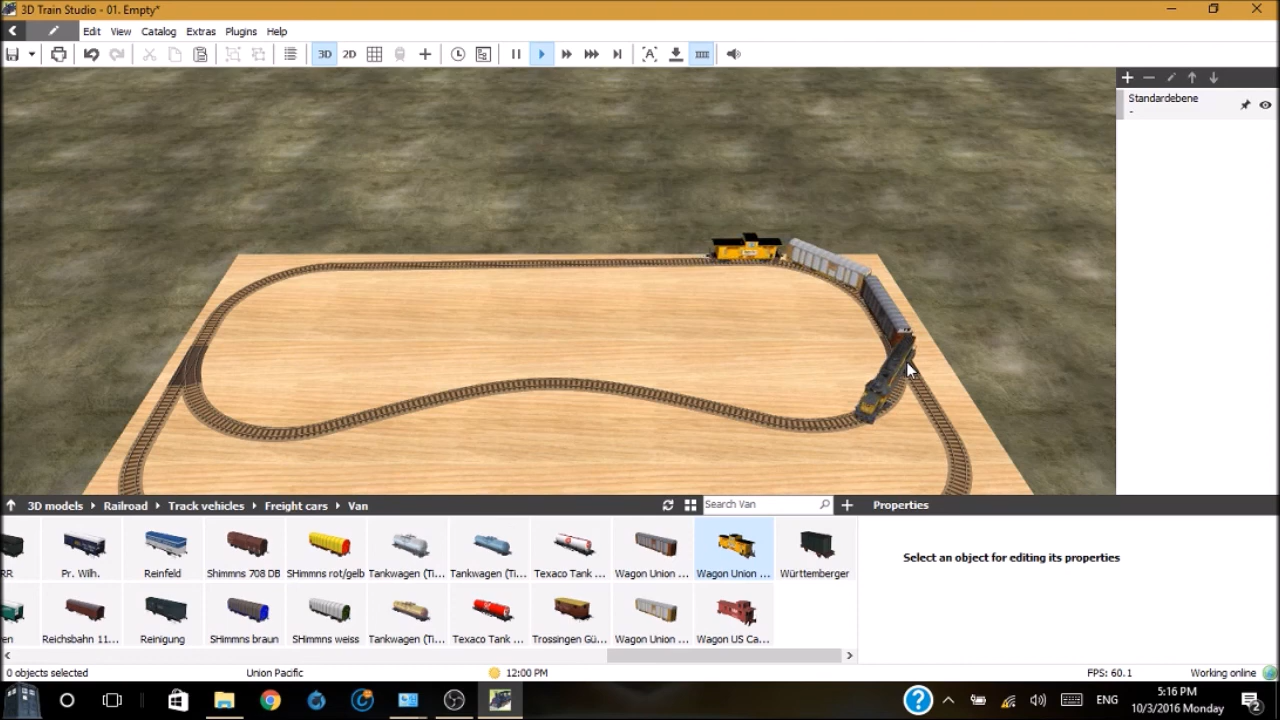 3D Train Studio - 01. Empty*
Edit View Catalog Extras Plugins Help
3D 2D
Standardebene
-
3D models Railroad Track vehicles Freight cars Van
Search Van
Properties
RR Pr. Wilh. Reinfeld Shimmns 708 DB SHimmns rot/gelb Tankwagen (Ti... Tankwagen (Ti... Texaco Tank ... Wagon Union ... Wagon Union ... Württemberger
Select an object for editing its properties
en Reichsbahn 11... Reinigung SHimmns braun SHimmns weiss Tankwagen (Ti... Texaco Tank ... Trossingen Gü... Wagon Union ... Wagon US Ca...
0 objects selected Union Pacific 12:00 PM FPS: 60.1 Working online
ENG
5:16 PM
10/3/2016 Monday
2